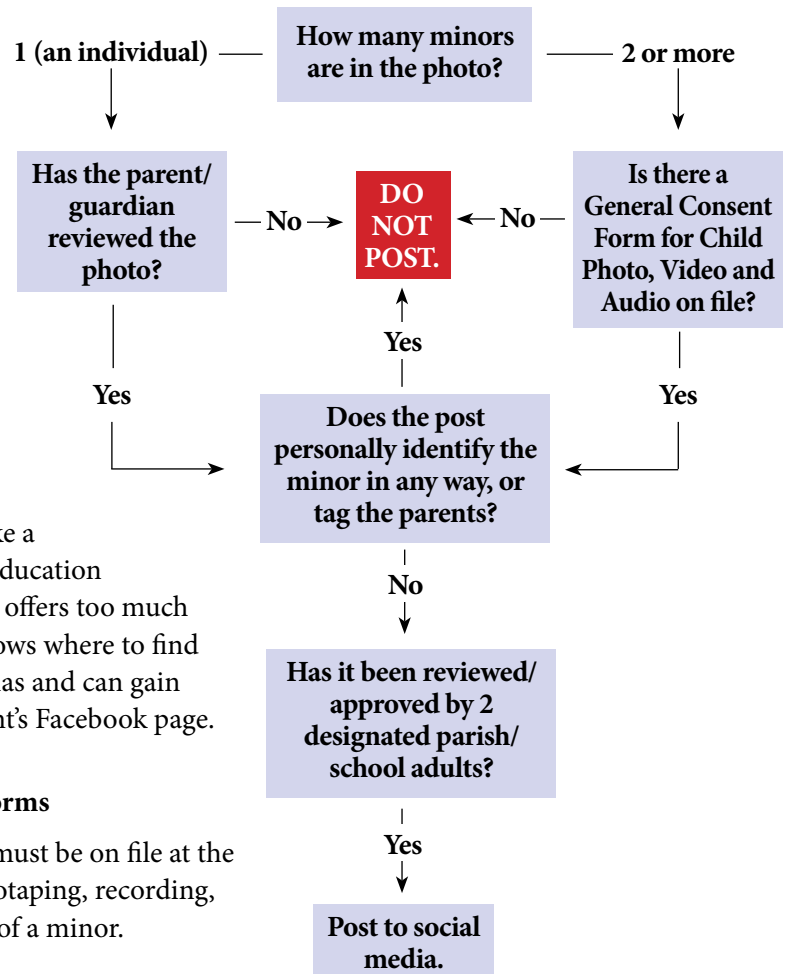 How many minors
are in the photo?
1 (an individual)
2 or more
Has the parent/
guardian
reviewed the
photo?
No
DO
NOT
POST.
No
Is there a
General Consent
Form for Child
Photo, Video and
Audio on file?
Yes
Yes
Yes
Does the post
personally identify the
minor in any way, or
tag the parents?
No
Has it been reviewed/
approved by 2
designated parish/
school adults?
Yes
Post to social
media.
a
offers too much
where to find
and can gain
Facebook page.
must be on file at the
recording,
of a minor.